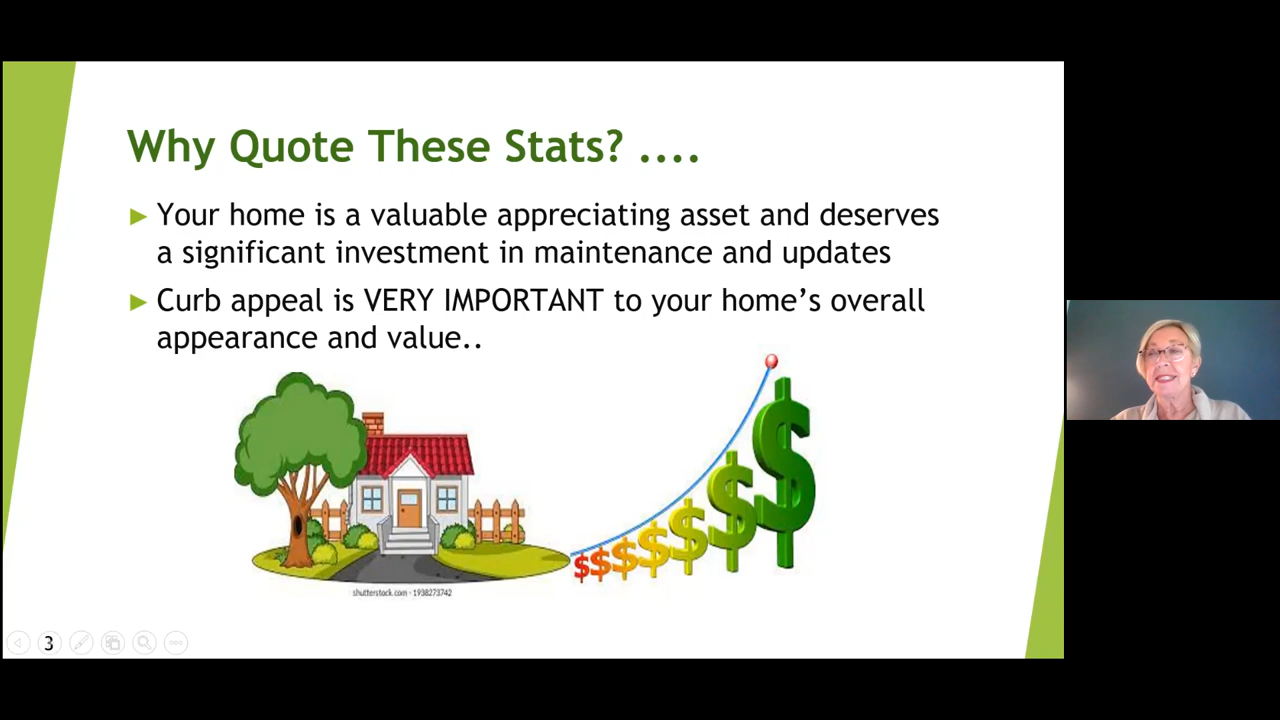 Why Quote These Stats? ....
► Your home is a valuable appreciating asset and deserves
a significant investment in maintenance and updates
► Curb appeal is VERY IMPORTANT to your home’s overall
appearance and value..
$$$$$$$
shutterstock.com · 1938273742
3